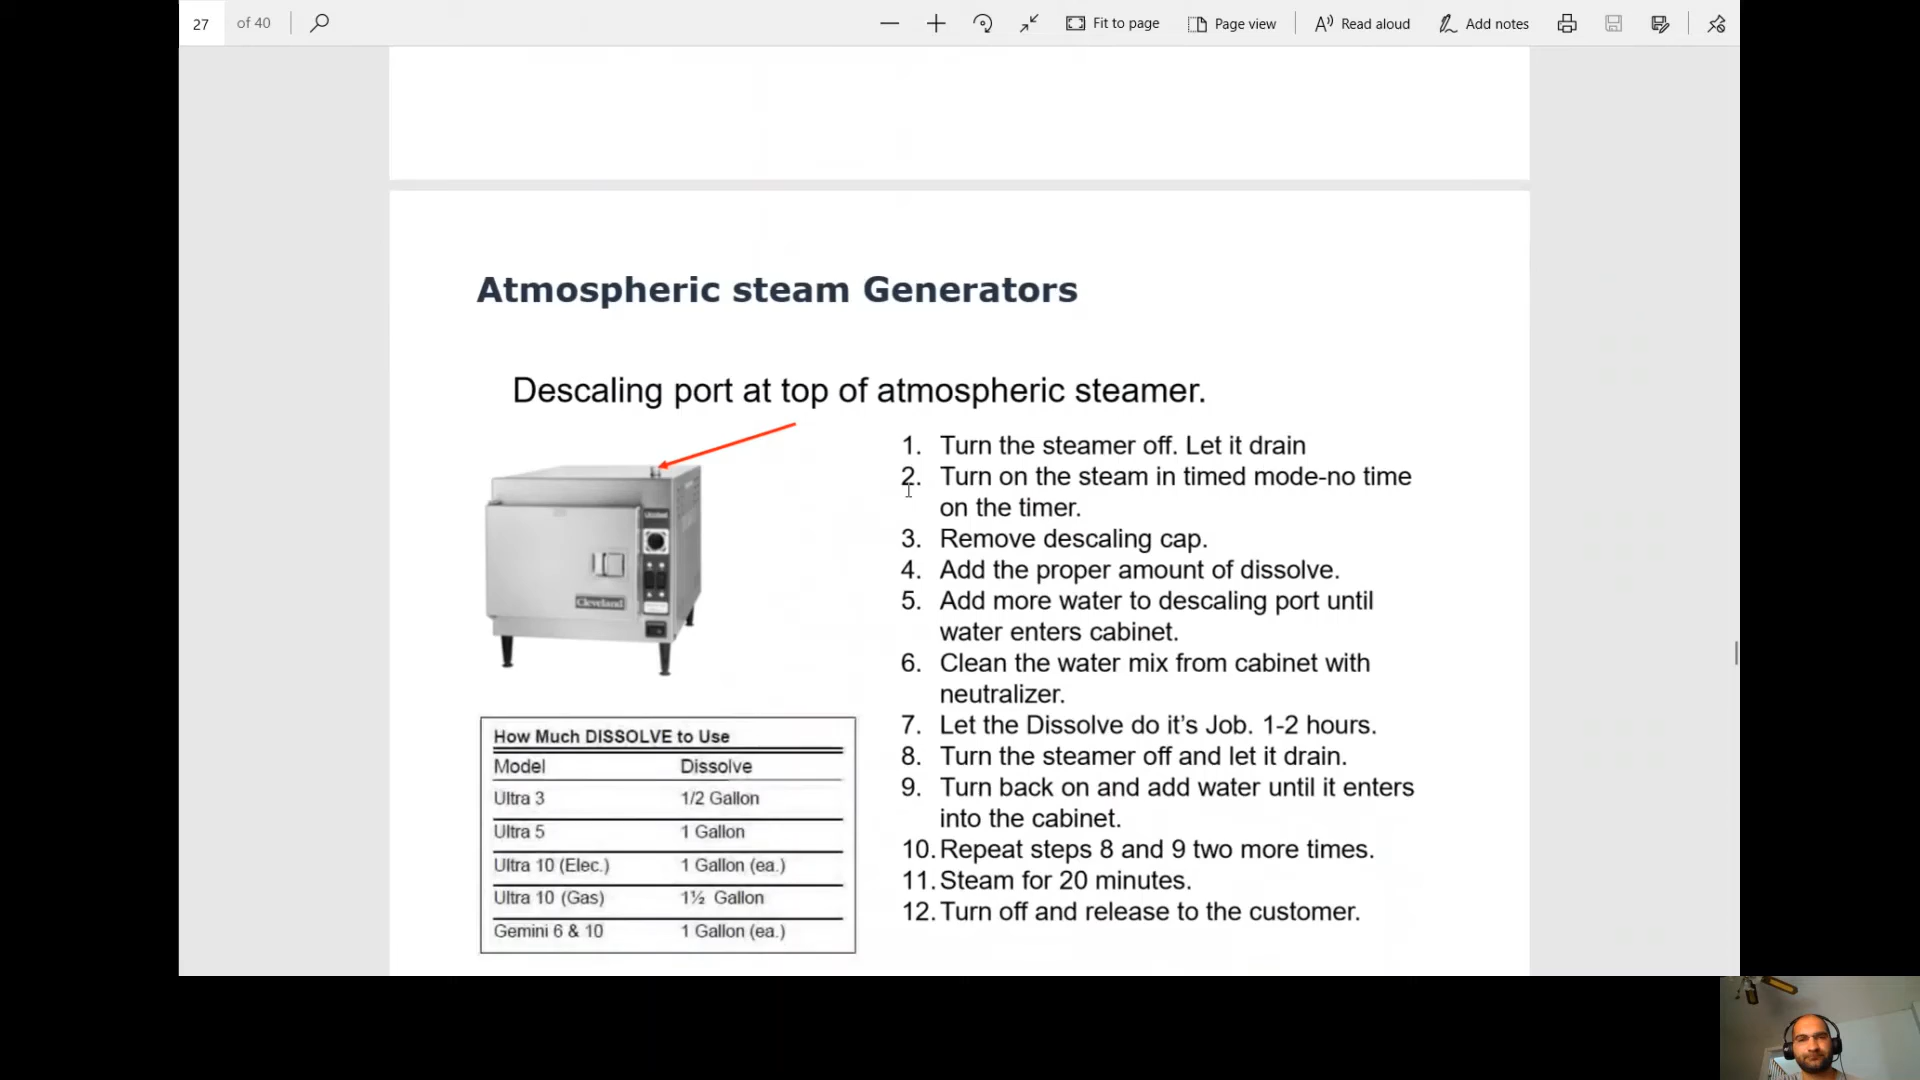 27 of 40 Fit to page Page view Read aloud Add notes
Atmospheric steam Generators
Descaling port at top of atmospheric steamer.
Cleveland
1. Turn the steamer off. Let it drain
2. Turn on the steam in timed mode-no time
on the timer.
3. Remove descaling cap.
4. Add the proper amount of dissolve.
5. Add more water to descaling port until
water enters cabinet.
6. Clean the water mix from cabinet with
neutralizer.
7. Let the Dissolve do it's Job. 1-2 hours.
8. Turn the steamer off and let it drain.
9. Turn back on and add water until it enters
into the cabinet.
10. Repeat steps 8 and 9 two more times.
11. Steam for 20 minutes.
12. Turn off and release to the customer.
How Much DISSOLVE to Use
Model Dissolve
Ultra 3 1/2 Gallon
Ultra 5 1 Gallon
Ultra 10 (Elec.) 1 Gallon (ea.)
Ultra 10 (Gas) 1½ Gallon
Gemini 6 & 10 1 Gallon (ea.)